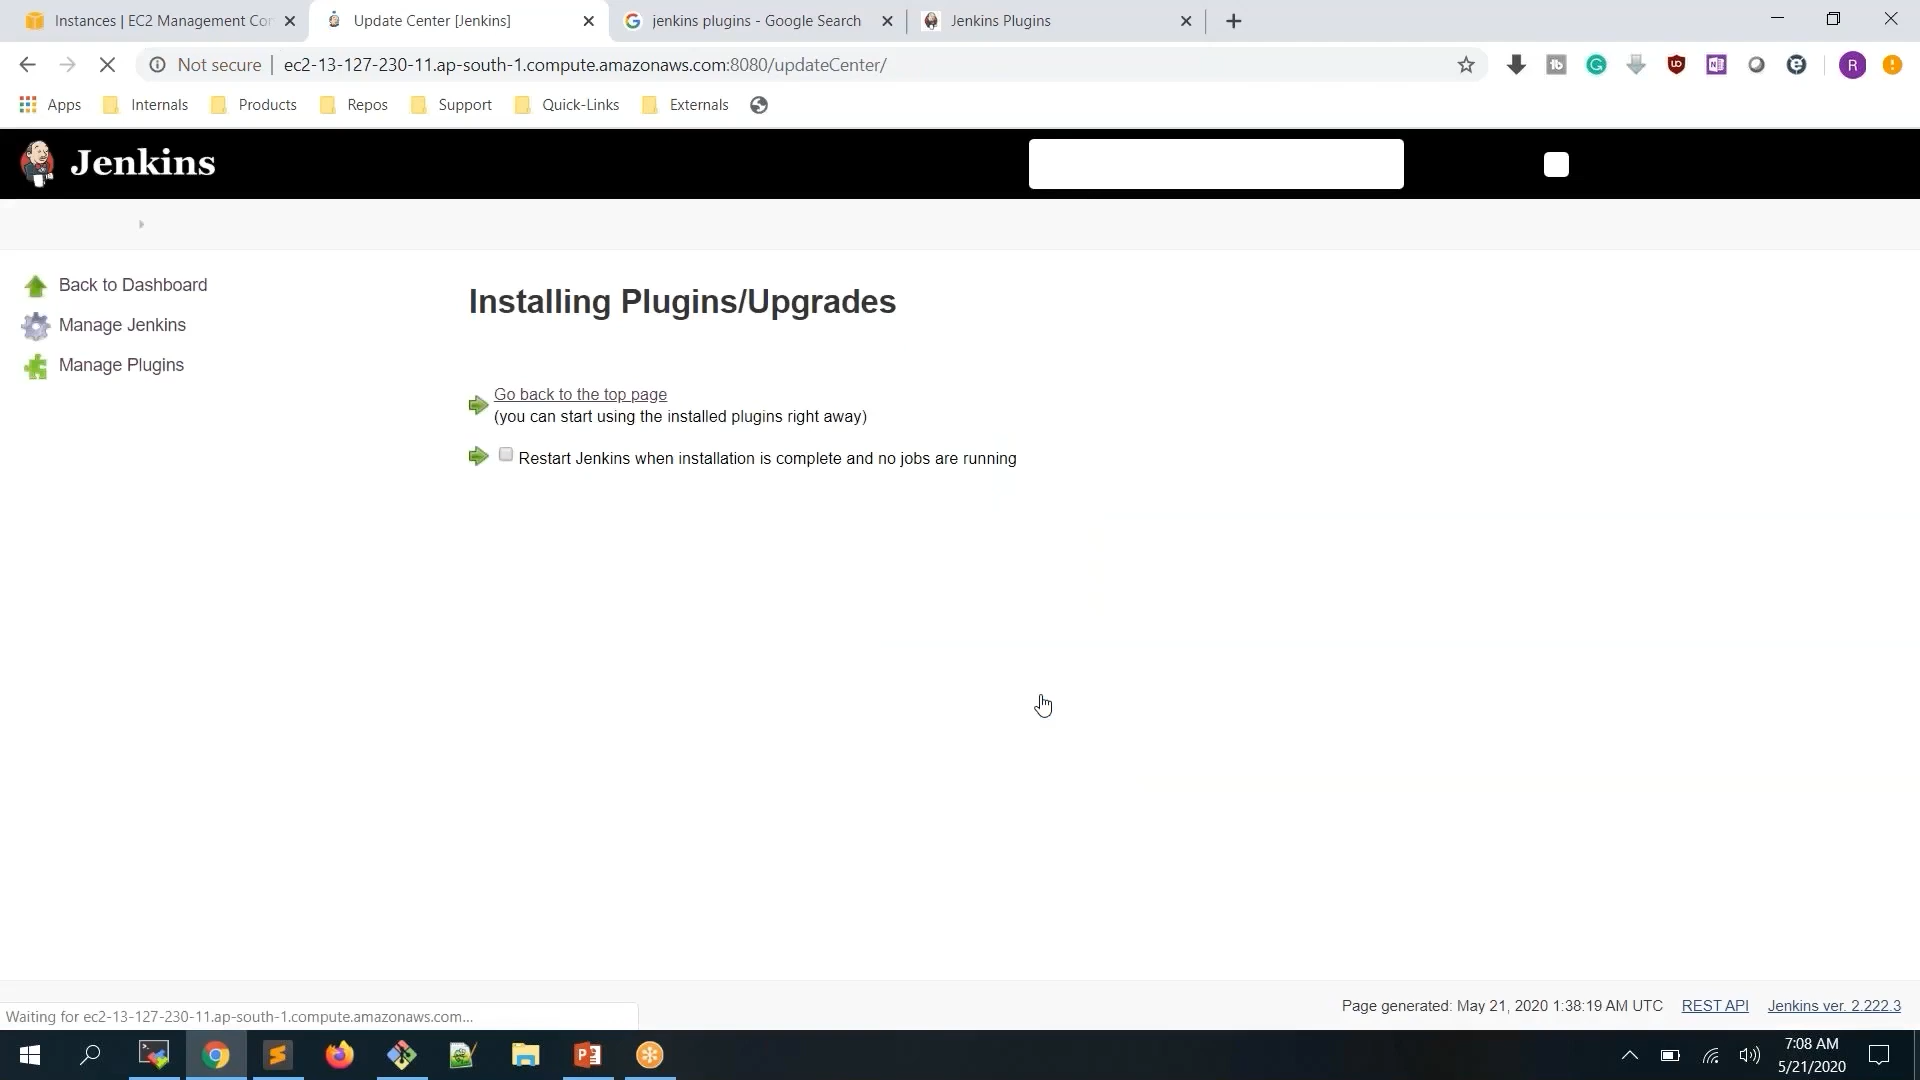 Instances | EC2 Management Con
Update Center [Jenkins]
jenkins plugins - Google Search
Jenkins Plugins
Not secure
ec2-13-127-230-11.ap-south-1.compute.amazonaws.com:8080/updateCenter/
R
Apps
Internals
Products
Repos
Support
Quick-Links
Externals
Jenkins
Back to Dashboard
Manage Jenkins
Manage Plugins
Installing Plugins/Upgrades
Go back to the top page
(you can start using the installed plugins right away)
Restart Jenkins when installation is complete and no jobs are running
Page generated: May 21, 2020 1:38:19 AM UTC
REST API
Jenkins ver. 2.222.3
Waiting for ec2-13-127-230-11.ap-south-1.compute.amazonaws.com...
7:08 AM
5/21/2020